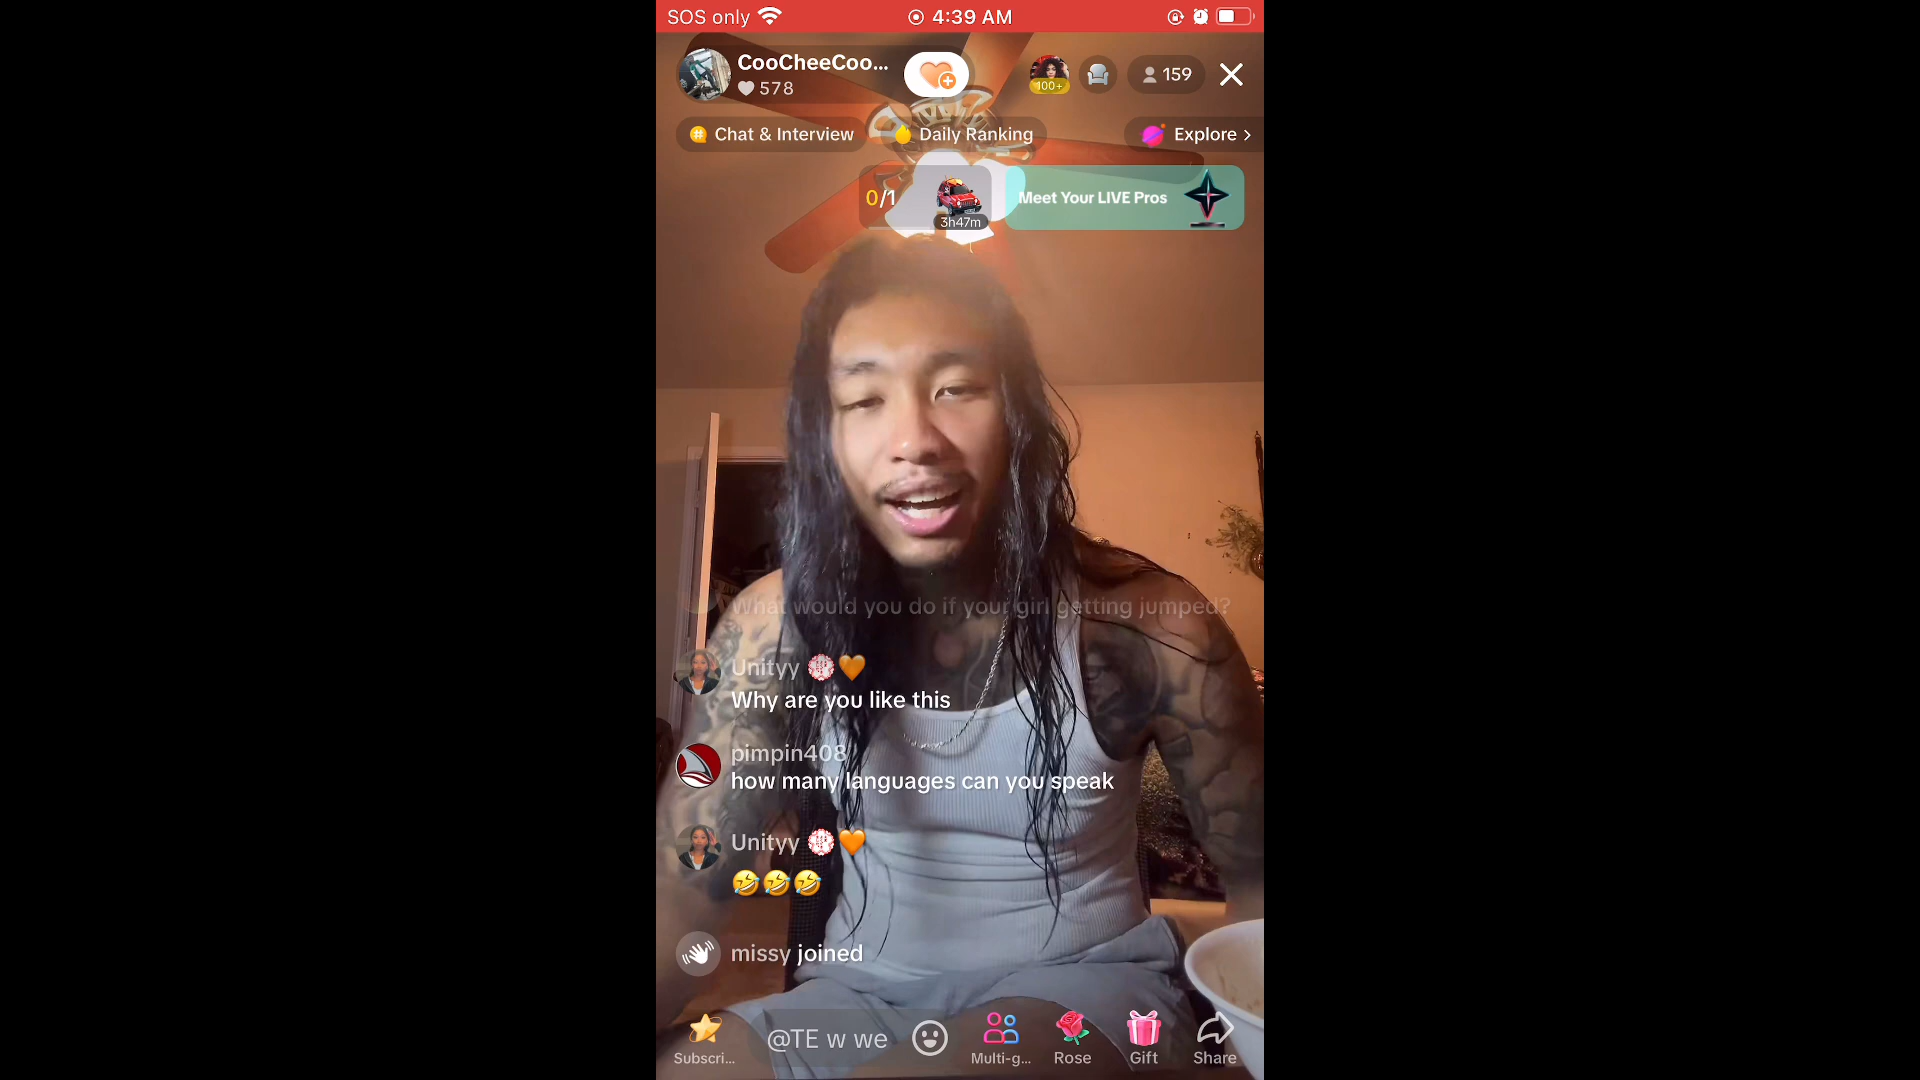 SOS only
4:39 AM
CooCheeCoo...
578
100+
159
Chat & Interview
Daily Ranking
Explore >
0/1
3h47m
Meet Your LIVE Pros
What would you do if your girl getting jumped?
Unityy
Why are you like this
pimpin408
how many languages can you speak
Unityy
🤣🤣🤣
missy joined
@TE w we
Subscri...
Multi-g...
Rose
Gift
Share